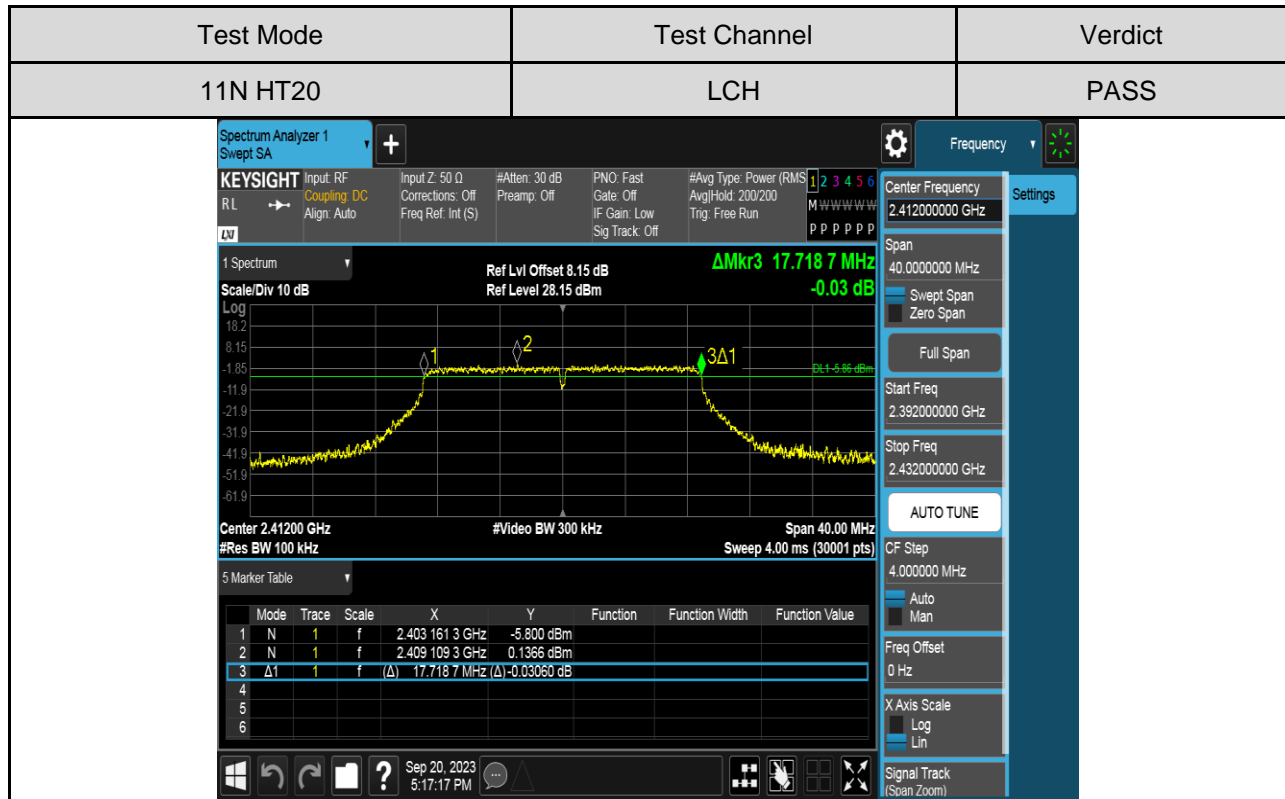 Test Mode Test Channel Verdict
11N HT20 LCH PASS
Spectrum Analyzer 1
Swept SA
+
Frequency
KEYSIGHT Input: RF Input Z: 50 Ω #Atten: 30 dB PNO: Fast #Avg Type: Power (RMS 1 2 3 4 5 6
RL Coupling: DC Corrections: Off Preamp: Off Gate: Off Avg|Hold: 200/200 M W W W W W
Align: Auto Freq Ref: Int (S) IF Gain: Low Trig: Free Run
LXI Sig Track: Off P P P P P P
1 Spectrum Ref Lvl Offset 8.15 dB ΔMkr3 17.718 7 MHz
Scale/Div 10 dB Ref Level 28.15 dBm -0.03 dB
Log
18.2
8.15
-1.85
-11.9
-21.9
-31.9
-41.9
-51.9
-61.9
1 2 3Δ1
DL1 -5.86 dBm
Center 2.41200 GHz #Video BW 300 kHz Span 40.00 MHz
#Res BW 100 kHz Sweep 4.00 ms (30001 pts)
5 Marker Table
Mode Trace Scale X Y Function Function Width Function Value
1 N 1 f 2.403 161 3 GHz -5.800 dBm
2 N 1 f 2.409 109 3 GHz 0.1366 dBm
3 Δ1 1 f (Δ) 17.718 7 MHz (Δ) -0.03060 dB
4
5
6
?
Sep 20, 2023
5:17:17 PM
Center Frequency
2.412000000 GHz
Settings
Span
40.0000000 MHz
Swept Span
Zero Span
Full Span
Start Freq
2.392000000 GHz
Stop Freq
2.432000000 GHz
AUTO TUNE
CF Step
4.000000 MHz
Auto
Man
Freq Offset
0 Hz
X Axis Scale
Log
Lin
Signal Track
(Span Zoom)